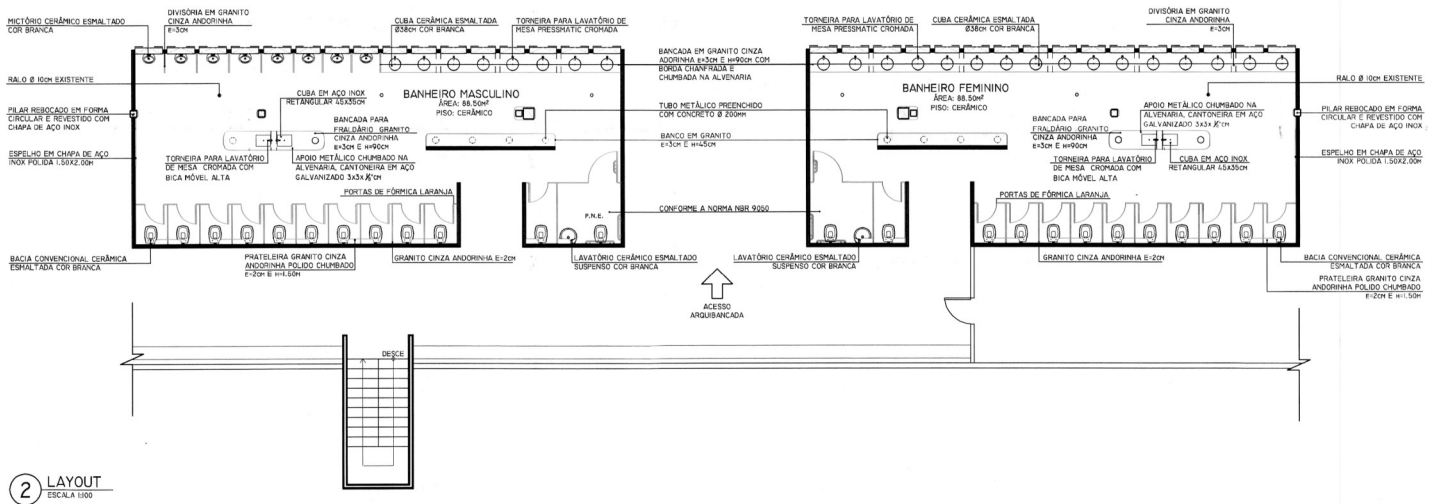 MICTÓRIO CERÂMICO ESMALTADO
COR BRANCA
DIVISÓRIA EM GRANITO
CINZA ANDORINHA
E=3CM
CUBA CERÂMICA ESMALTADA
Ø38CM COR BRANCA
TORNEIRA PARA LAVATÓRIO DE
MESA PRESSMATIC CROMADA
RALO Ø 10CM EXISTENTE
PILAR REBOCADO EM FORMA
CIRCULAR E REVESTIDO COM
CHAPA DE AÇO INOX
ESPELHO EM CHAPA DE AÇO
INOX POLIDA 1.50X2.00M
CUBA EM AÇO INOX
RETANGULAR 45X35CM
BANHEIRO MASCULINO
ÁREA: 88.50m²
PISO: CERÂMICO
BANCADA PARA
FRALDÁRIO GRANITO
CINZA ANDORINHA
E=3CM E H=90CM
TORNEIRA PARA LAVATÓRIO
DE MESA CROMADA COM
BICA MÓVEL ALTA
APOIO METÁLICO CHUMBADO NA
ALVENARIA, CANTONEIRA EM AÇO
GALVANIZADO 3X3X
PORTAS DE FÔRMICA LARANJA
P.N.E.
BACIA CONVENCIONAL CERÂMICA
ESMALTADA COR BRANCA
PRATELEIRA GRANITO CINZA
ANDORINHA POLIDO CHUMBADO
E=2CM E H=1,50M
GRANITO CINZA ANDORINHA E=2CM
LAVATÓRIO CERÂMICO ESMALTADO
SUSPENSO COR BRANCA
BANCADA EM GRANITO CINZA
ADORINHA E=3CM E H=90CM COM
BORDA CHANFRADA E
CHUMBADA NA ALVENARIA
TUBO METÁLICO PREENCHIDO
COM CONCRETO Ø 200MM
BANCO EM GRANITO
E=3CM E H=45CM
CONFORME A NORMA NBR 9050
TORNEIRA PARA LAVATÓRIO DE
MESA PRESSMATIC CROMADA
CUBA CERÂMICA ESMALTADA
Ø38CM COR BRANCA
DIVISÓRIA EM GRANITO
CINZA ANDORINHA
E=3CM
BANHEIRO FEMININO
ÁREA: 88.50m²
PISO: CERÂMICO
BANCADA PARA
FRALDÁRIO GRANITO
CINZA ANDORINHA
E=3CM E H=90CM
APOIO METÁLICO CHUMBADO NA
ALVENARIA, CANTONEIRA EM AÇO
GALVANIZADO 3X3X
TORNEIRA PARA LAVATÓRIO
DE MESA CROMADA COM
BICA MÓVEL ALTA
CUBA EM AÇO INOX
RETANGULAR 45X35CM
RALO Ø 10CM EXISTENTE
PILAR REBOCADO EM FORMA
CIRCULAR E REVESTIDO COM
CHAPA DE AÇO INOX
ESPELHO EM CHAPA DE AÇO
INOX POLIDA 1.50X2.00M
PORTAS DE FÔRMICA LARANJA
LAVATÓRIO CERÂMICO ESMALTADO
SUSPENSO COR BRANCA
GRANITO CINZA ANDORINHA E=2CM
BACIA CONVENCIONAL CERÂMICA
ESMALTADA COR BRANCA
PRATELEIRA GRANITO CINZA
ANDORINHA POLIDO CHUMBADO
E=2CM E H=1,50M
ACESSO
ARQUIBANCADA
DESCE
2 LAYOUT
ESCALA 1:100